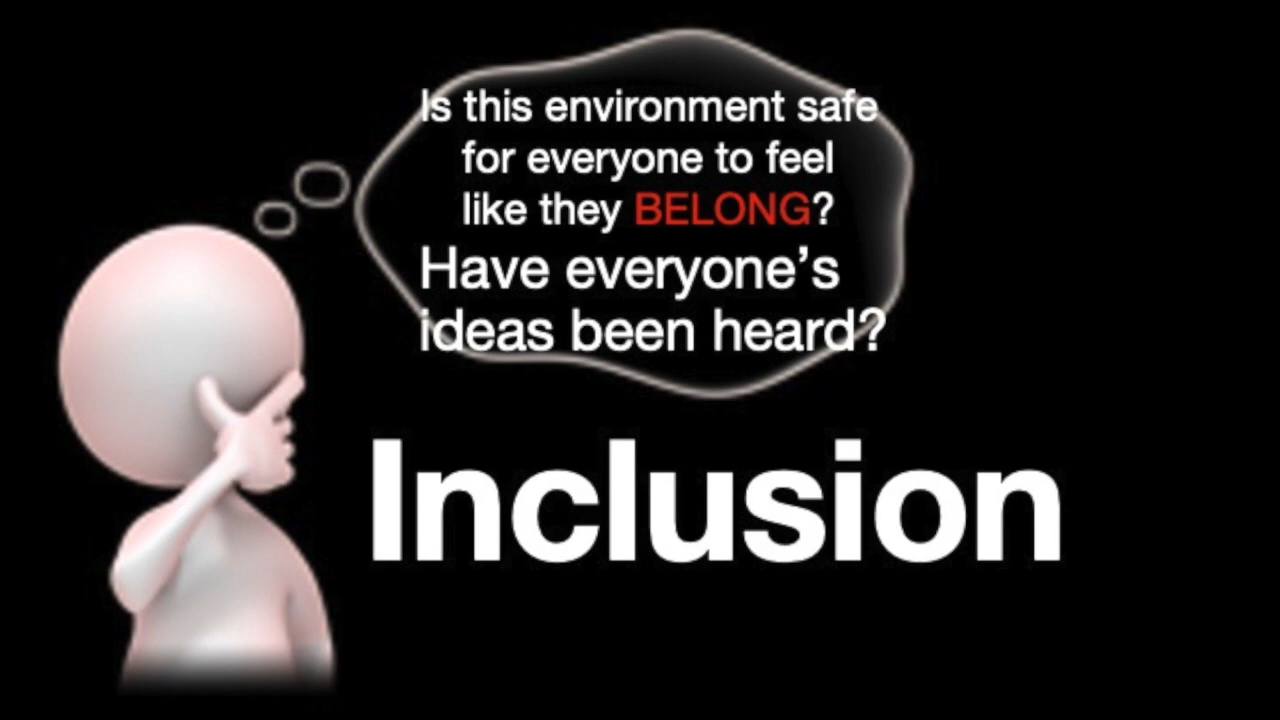 Is this environment safe
for everyone to feel
like they BELONG?
Have everyone’s
ideas been heard?
Inclusion